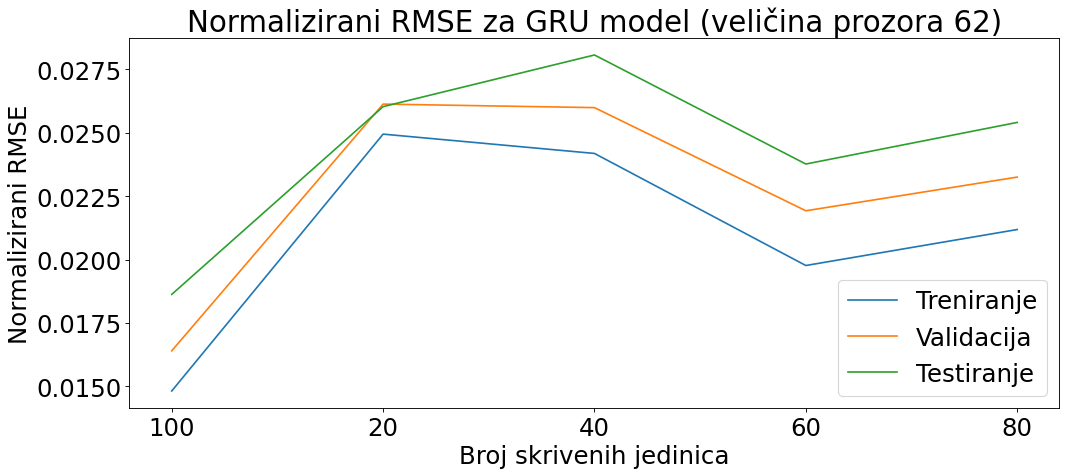 Normalizirani RMSE za GRU model (veličina prozora 62)
Normalizirani RMSE
0.0275
0.0250
0.0225
0.0200
0.0175
0.0150
Treniranje
Validacija
Testiranje
100 20 40 60 80
Broj skrivenih jedinica